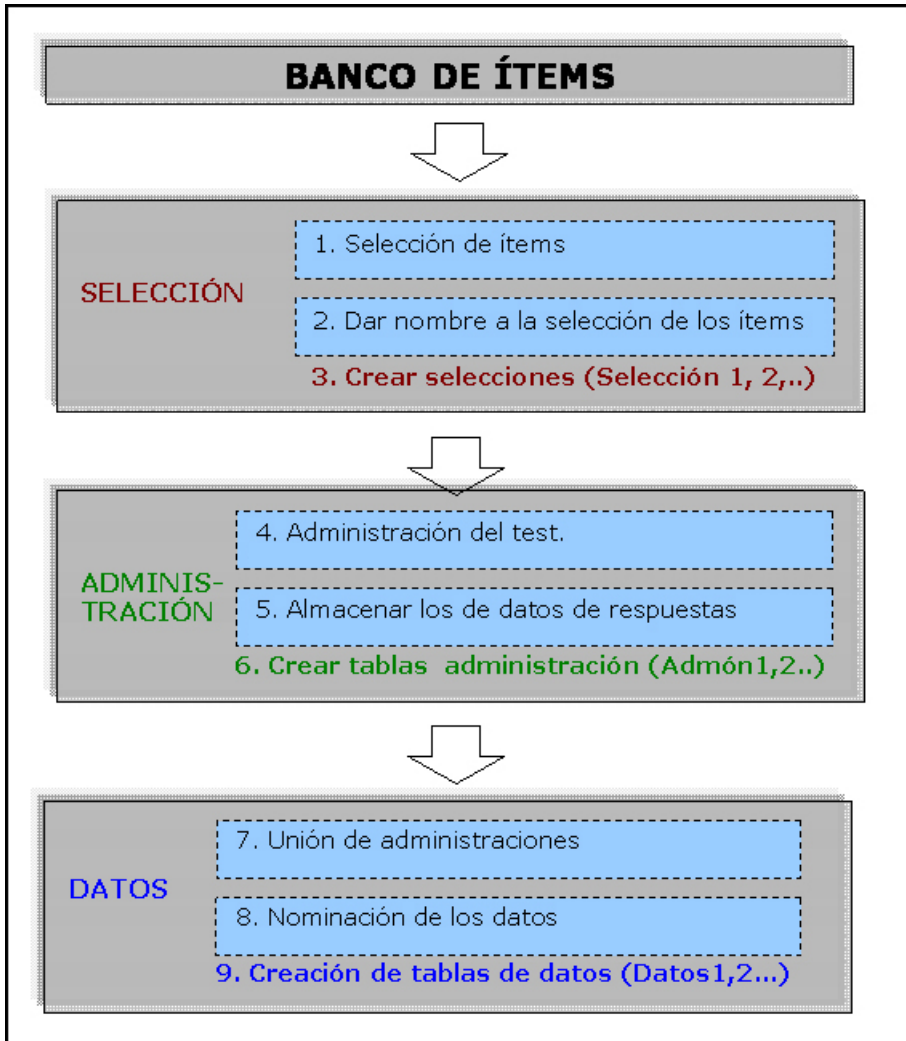 BANCO DE ÍTEMS
SELECCIÓN
1. Selección de ítems
2. Dar nombre a la selección de los ítems
3. Crear selecciones (Selección 1, 2,..)
ADMINIS-
TRACIÓN
4. Administración del test.
5. Almacenar los de datos de respuestas
6. Crear tablas administración (Admón1,2..)
DATOS
7. Unión de administraciones
8. Nominación de los datos
9. Creación de tablas de datos (Datos1,2...)